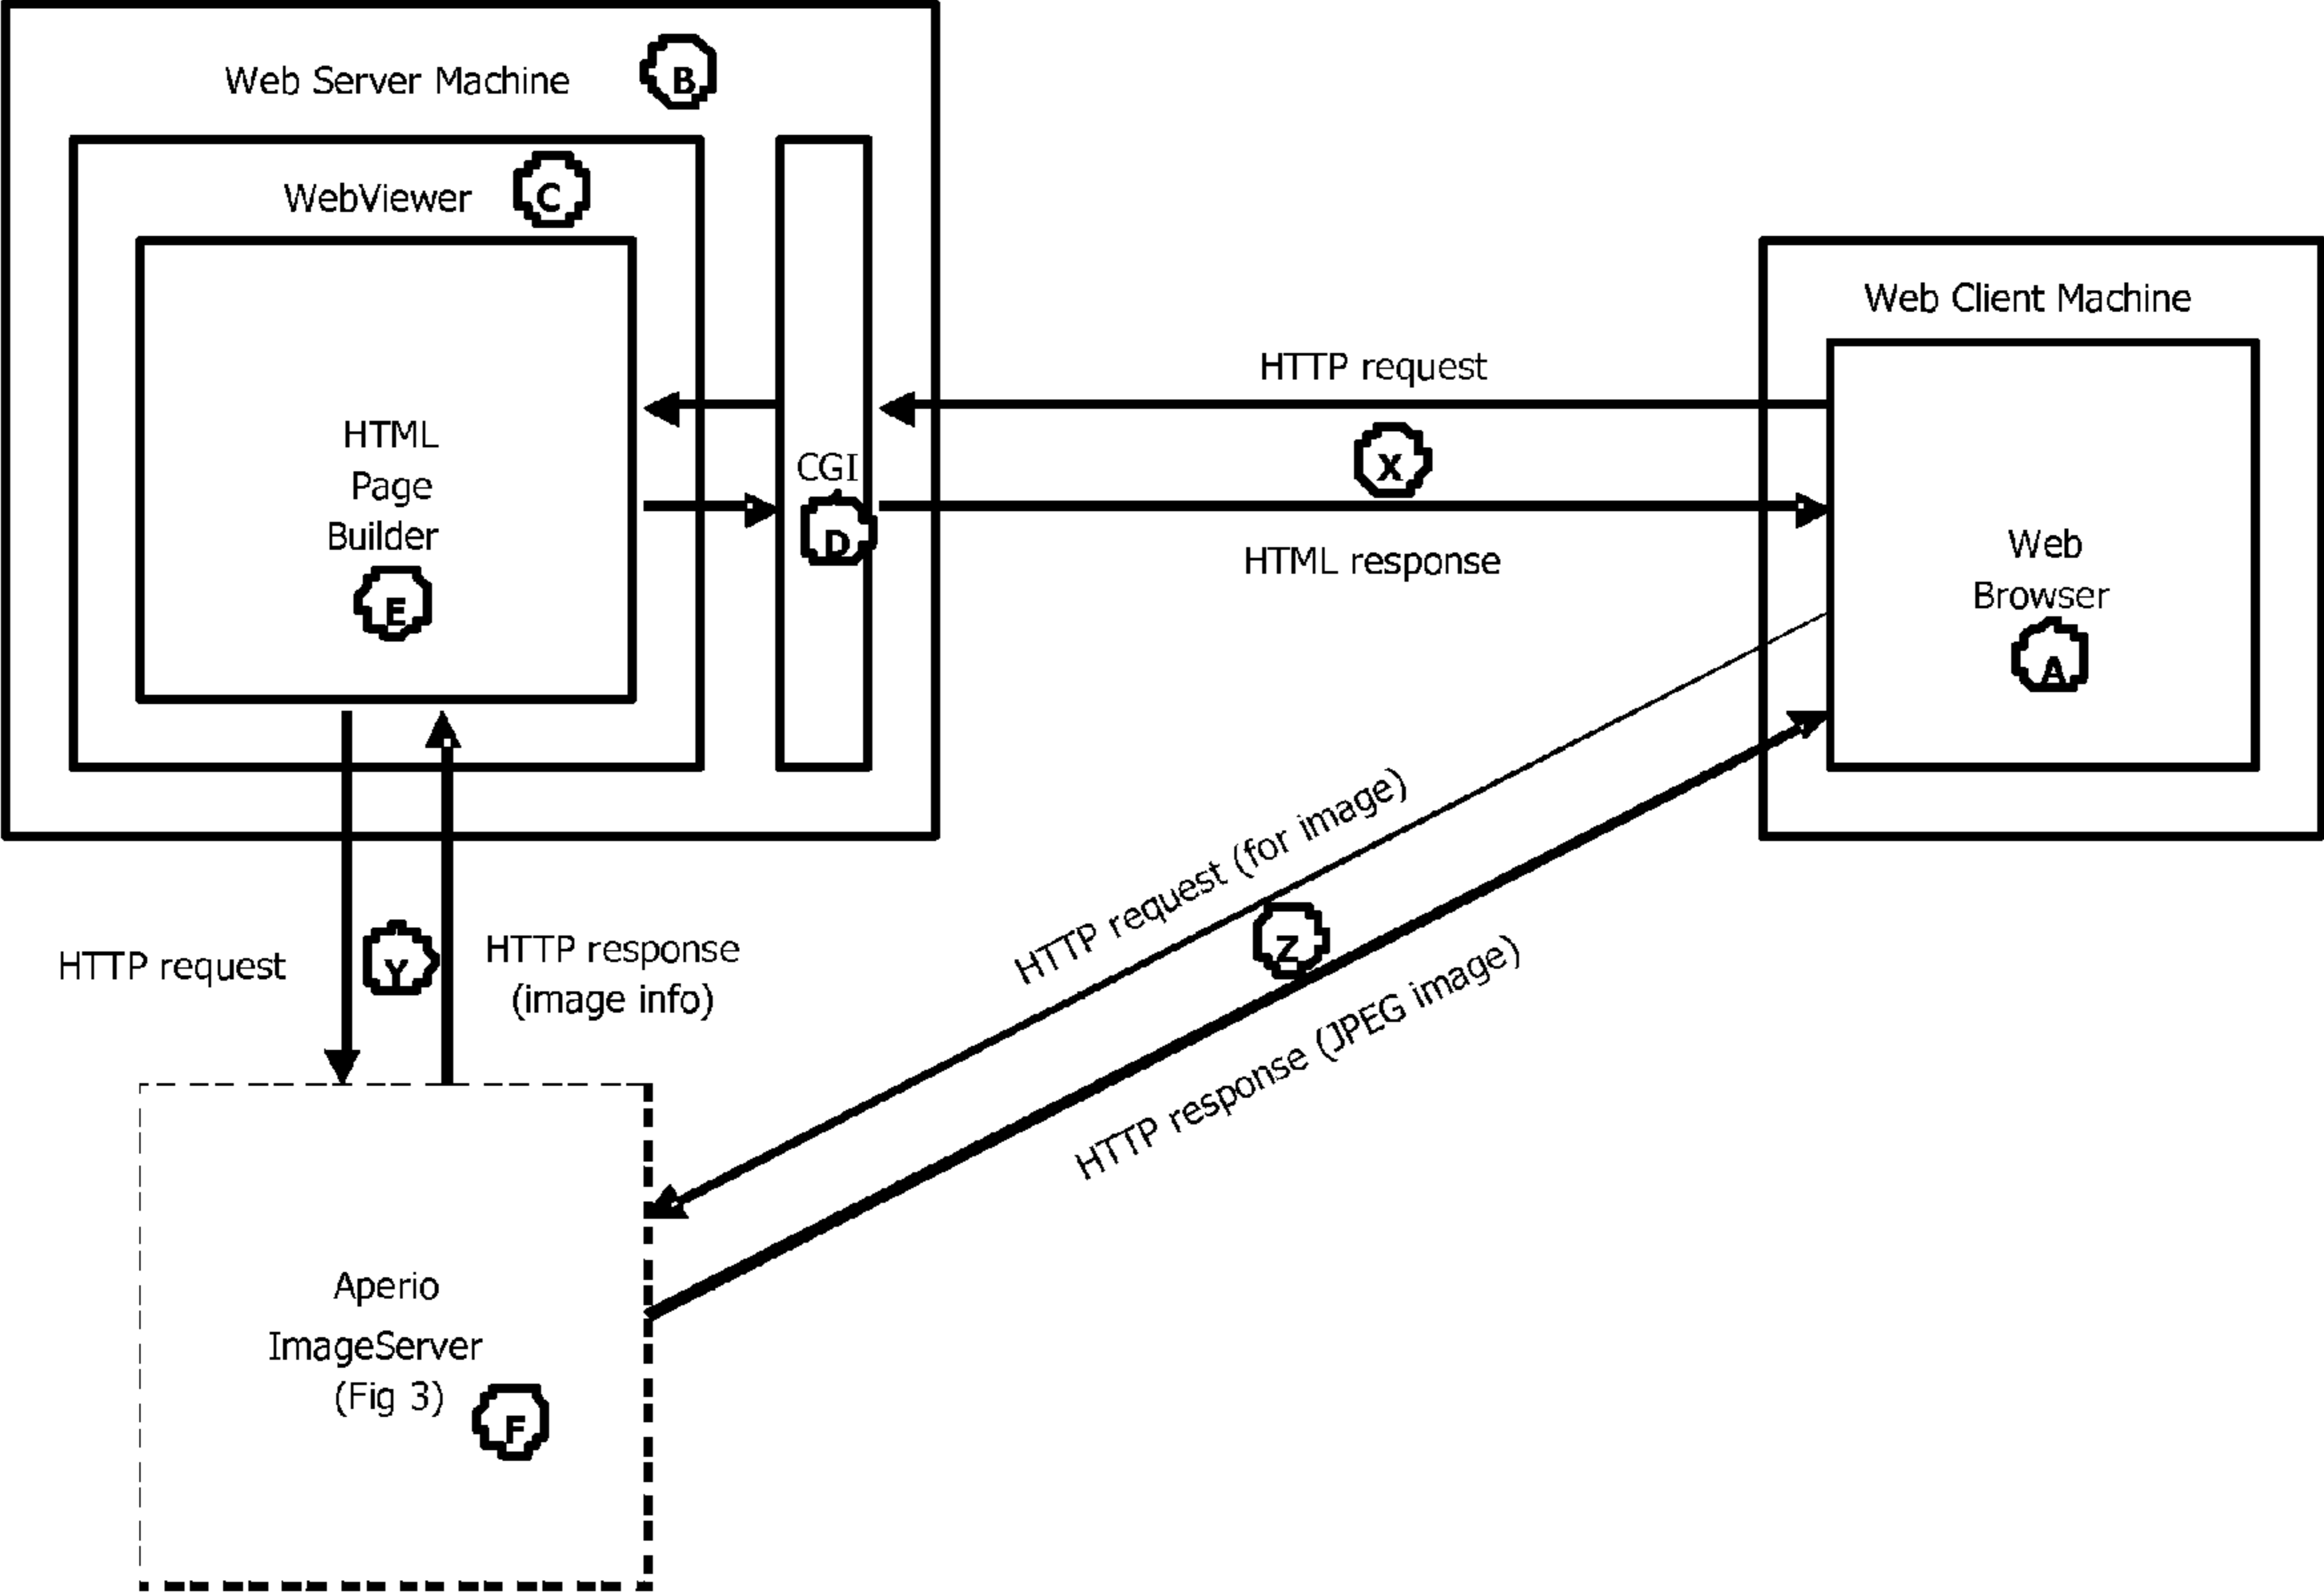 Web Server Machine
B
WebViewer
C
HTML
Page
Builder
E
CGI
D
HTTP request
X
HTML response
Web Client Machine
Web
Browser
A
HTTP request
Y
HTTP response
(image info)
HTTP request (for image)
Z
HTTP response (JPEG image)
Aperio
ImageServer
(Fig 3)
F